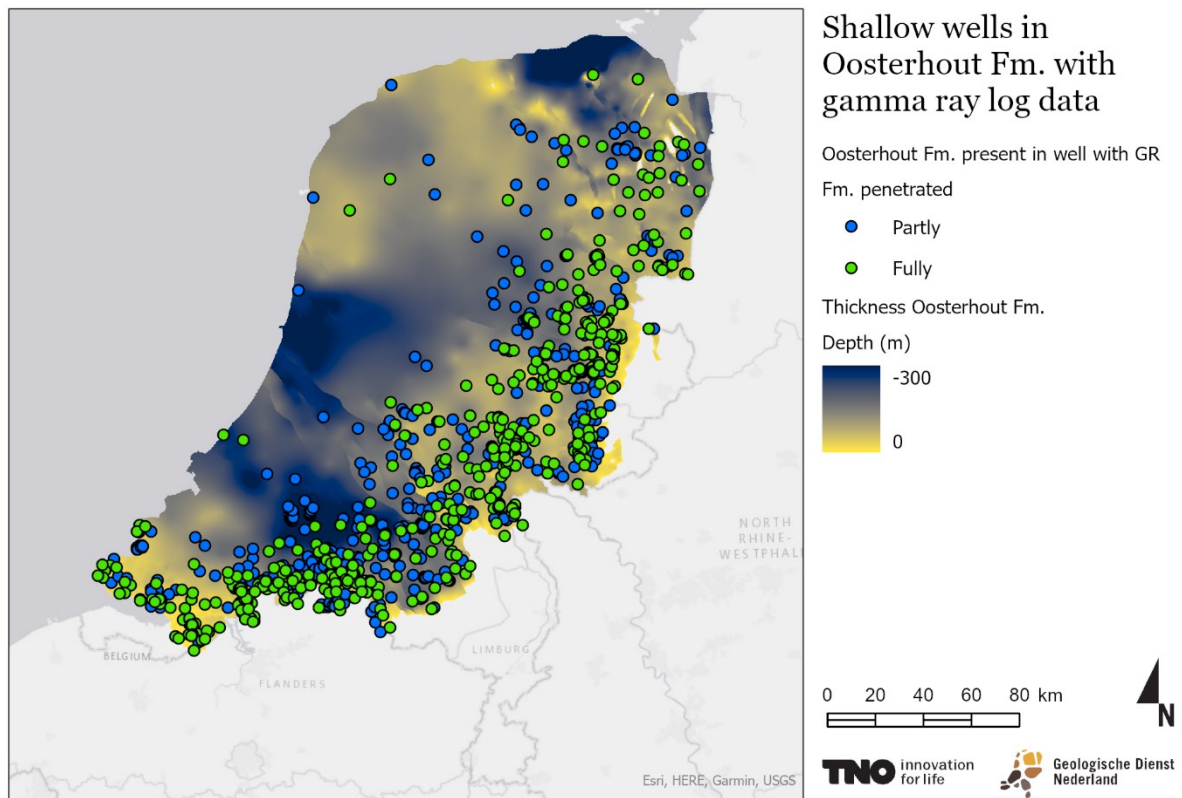 Shallow wells in
Oosterhout Fm. with
gamma ray log data
Oosterhout Fm. present in well with GR
Fm. penetrated
Partly
Fully
Thickness Oosterhout Fm.
Depth (m)
-300
0
NORTH
RHINE-
WESTPHAL
BELGIUM
LIMBURG
FLANDERS
Esri, HERE, Garmin, USGS
0 20 40 60 80 km
N
TNO innovation
for life
Geologische Dienst
Nederland